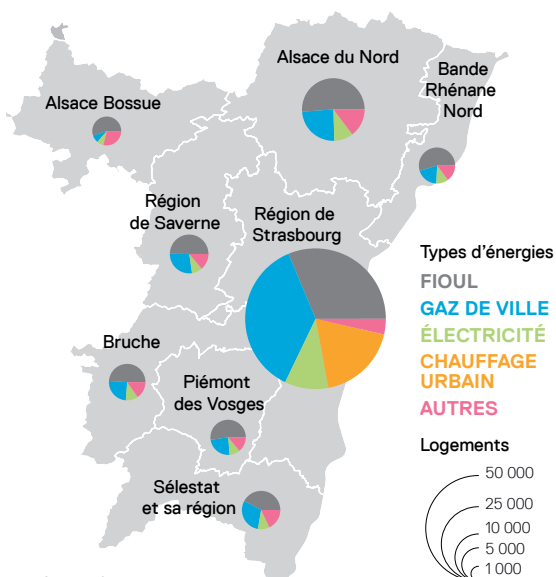 Alsace du Nord
Bande
Rhénane
Nord
Alsace Bossue
Région
de Saverne
Région de
Strasbourg
Bruche
Piémont
des Vosges
Sélestat
et sa région
Types d'énergies
FIOUL
GAZ DE VILLE
ÉLECTRICITÉ
CHAUFFAGE
URBAIN
AUTRES
Logements
50 000
25 000
10 000
5 000
1 000